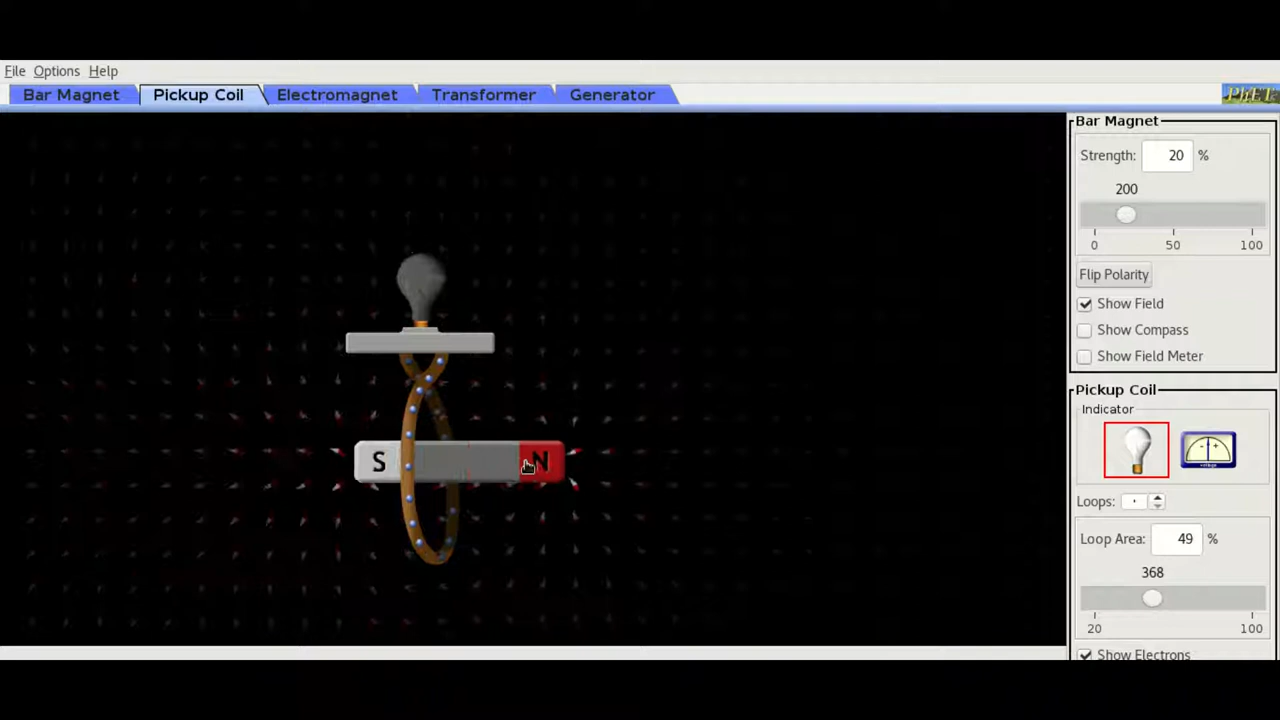 File Options Help
Bar Magnet Pickup Coil Electromagnet Transformer Generator PhET
Bar Magnet
Strength: 20 %
200
0 50 100
Flip Polarity
Show Field
Show Compass
Show Field Meter
Pickup Coil
Indicator
Loops:
Loop Area: 49 %
368
20 100
Show Electrons
S N